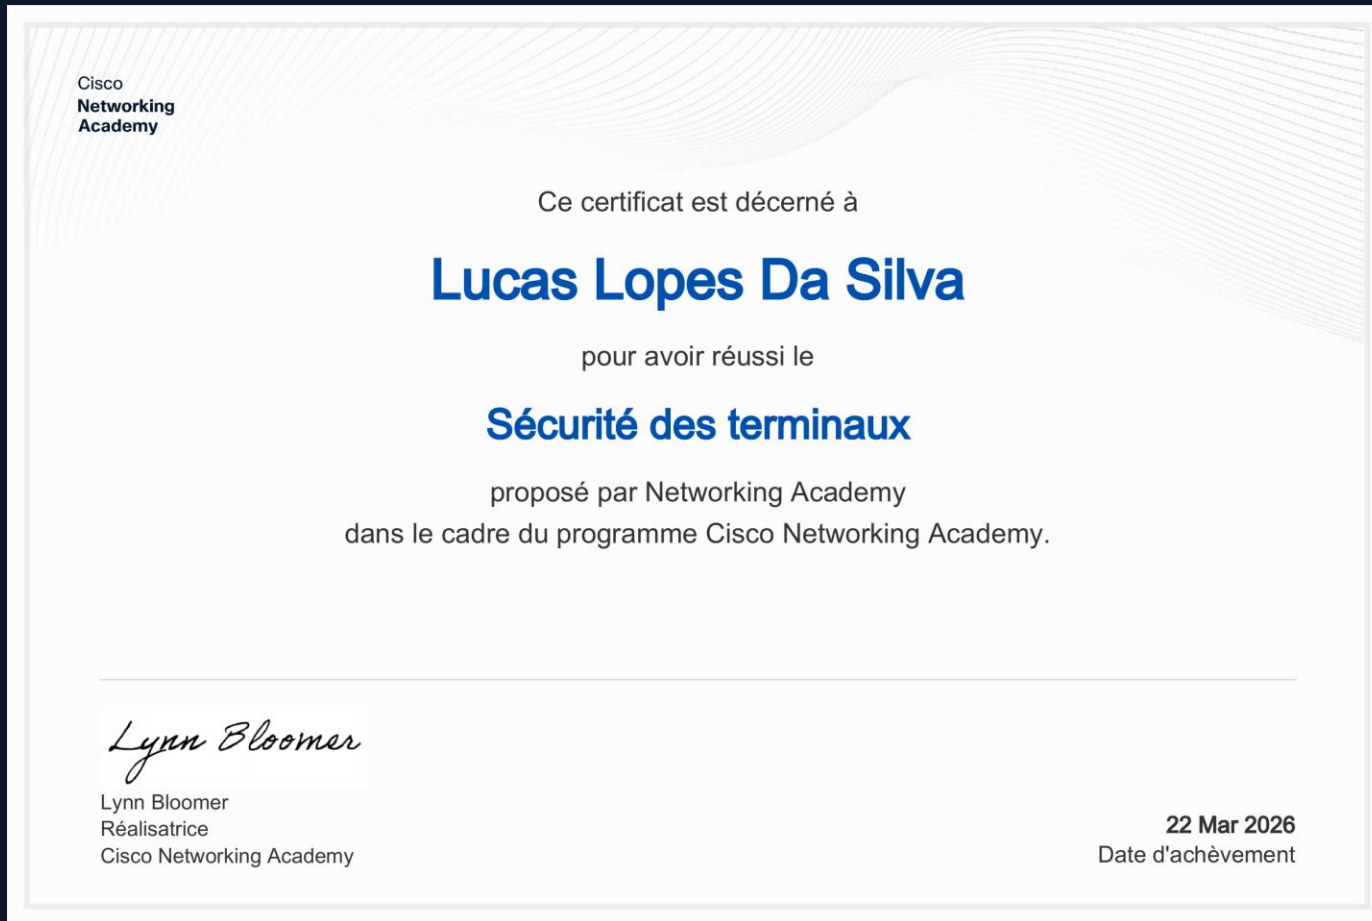 Cisco
Networking
Academy
Ce certificat est décerné à
Lucas Lopes Da Silva
pour avoir réussi le
Sécurité des terminaux
proposé par Networking Academy
dans le cadre du programme Cisco Networking Academy.
Lynn Bloomer
Lynn Bloomer
Réalisatrice
Cisco Networking Academy
22 Mar 2026
Date d'achèvement